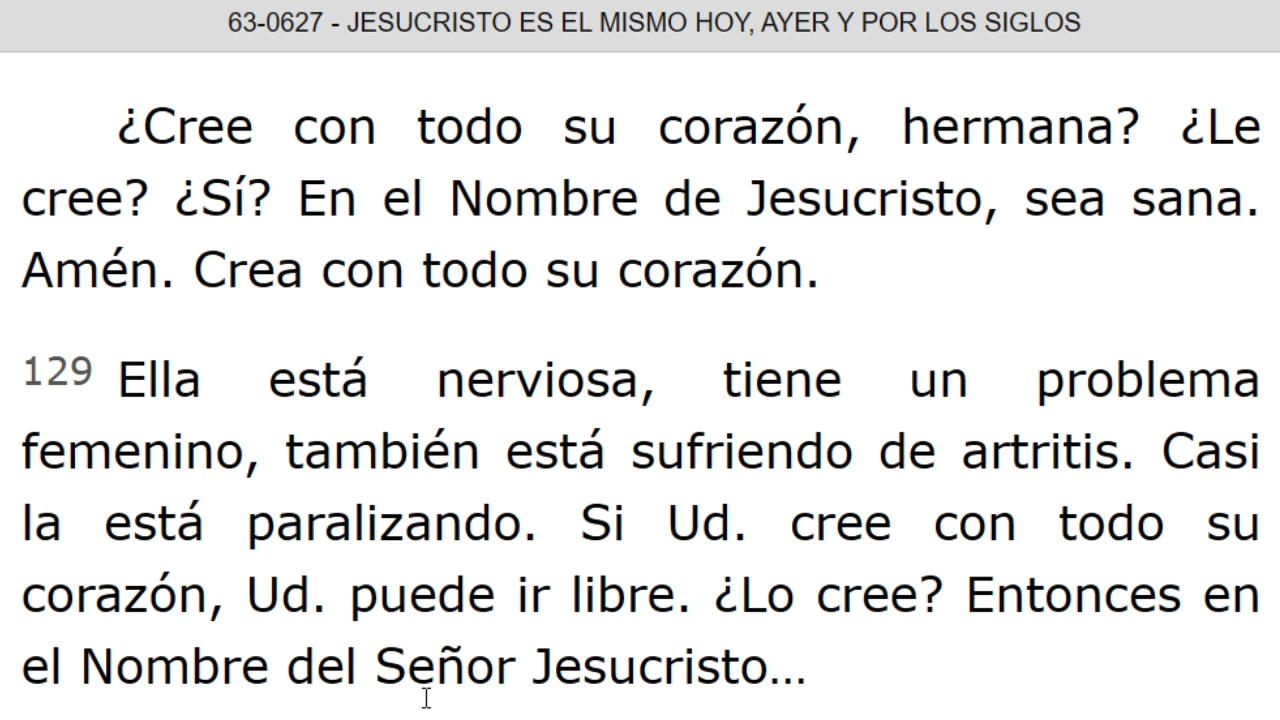 63-0627 - JESUCRISTO ES EL MISMO HOY, AYER Y POR LOS SIGLOS
¿Cree con todo su corazón, hermana? ¿Le
cree? ¿Sí? En el Nombre de Jesucristo, sea sana.
Amén. Crea con todo su corazón.
129 Ella está nerviosa, tiene un problema
femenino, también está sufriendo de artritis. Casi
la está paralizando. Si Ud. cree con todo su
corazón, Ud. puede ir libre. ¿Lo cree? Entonces en
el Nombre del Señor Jesucristo...